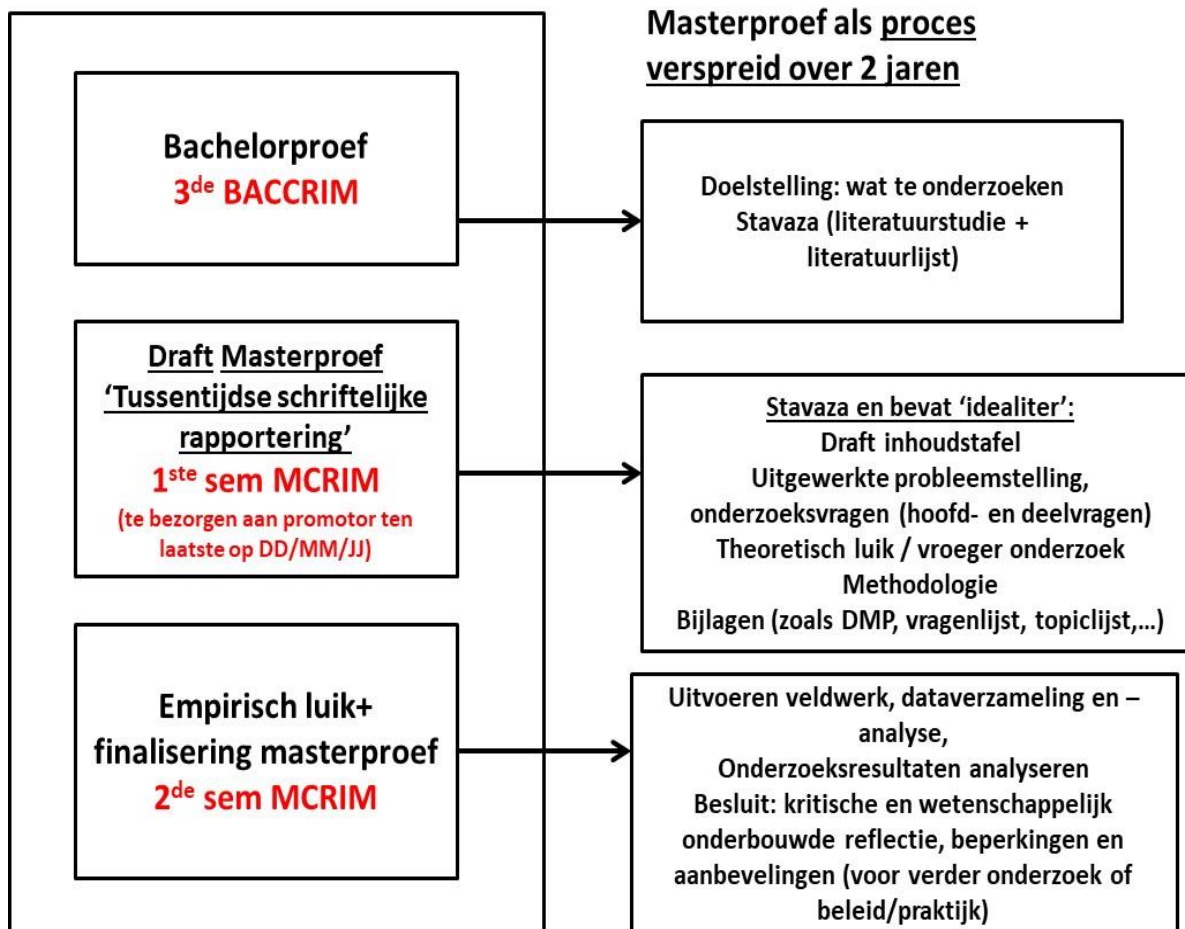 Masterproef als proces
verspreid over 2 jaren
Bachelorproef
3de BACCRIM
Doelstelling: wat te onderzoeken
Stavaza (literatuurstudie +
literatuurlijst)
Draft Masterproef
‘Tussentijdse schriftelijke
rapportering’
1ste sem MCRIM
(te bezorgen aan promotor ten
laatste op DD/MM/JJ)
Stavaza en bevat ‘idealiter’:
Draft inhoudstafel
Uitgewerkte probleemstelling,
onderzoeksvragen (hoofd- en deelvragen)
Theoretisch luik / vroeger onderzoek
Methodologie
Bijlagen (zoals DMP, vragenlijst, topiclijst,...)
Empirisch luik+
finalisering masterproef
2de sem MCRIM
Uitvoeren veldwerk, dataverzameling en –
analyse,
Onderzoeksresultaten analyseren
Besluit: kritische en wetenschappelijk
onderbouwde reflectie, beperkingen en
aanbevelingen (voor verder onderzoek of
beleid/praktijk)